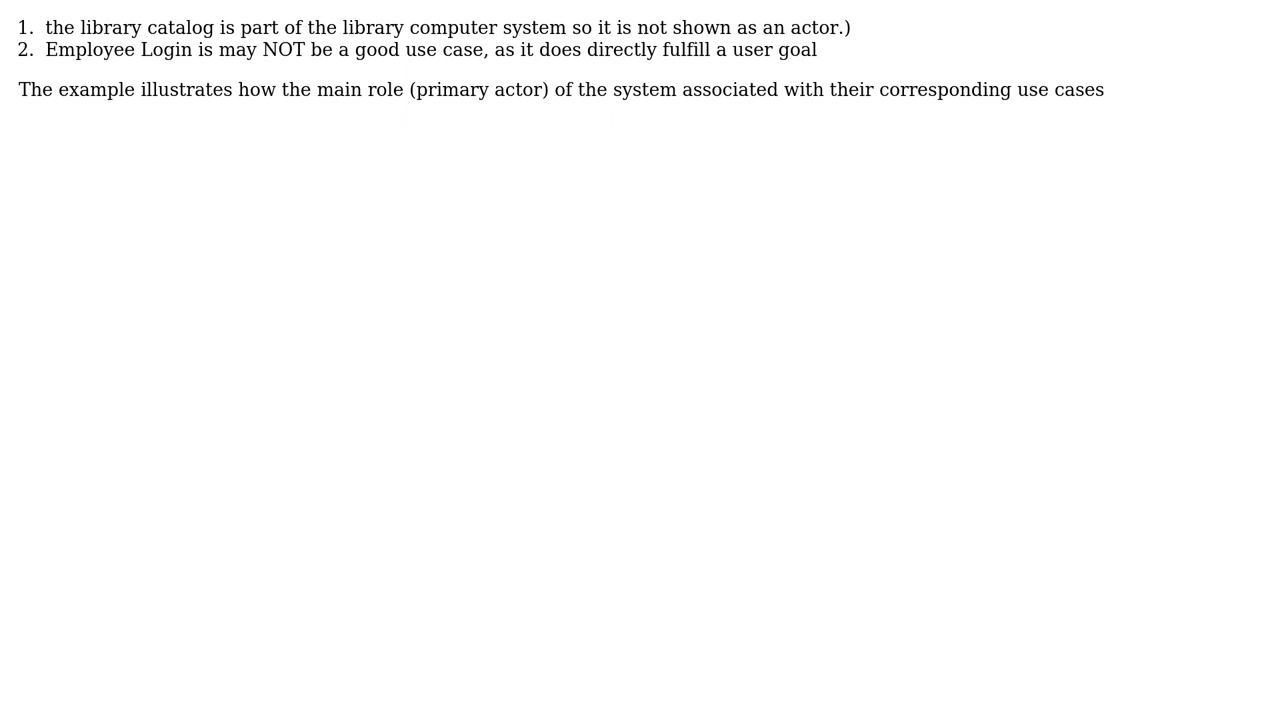 1. the library catalog is part of the library computer system so it is not shown as an actor.)
2. Employee Login is may NOT be a good use case, as it does directly fulfill a user goal
The example illustrates how the main role (primary actor) of the system associated with their corresponding use cases